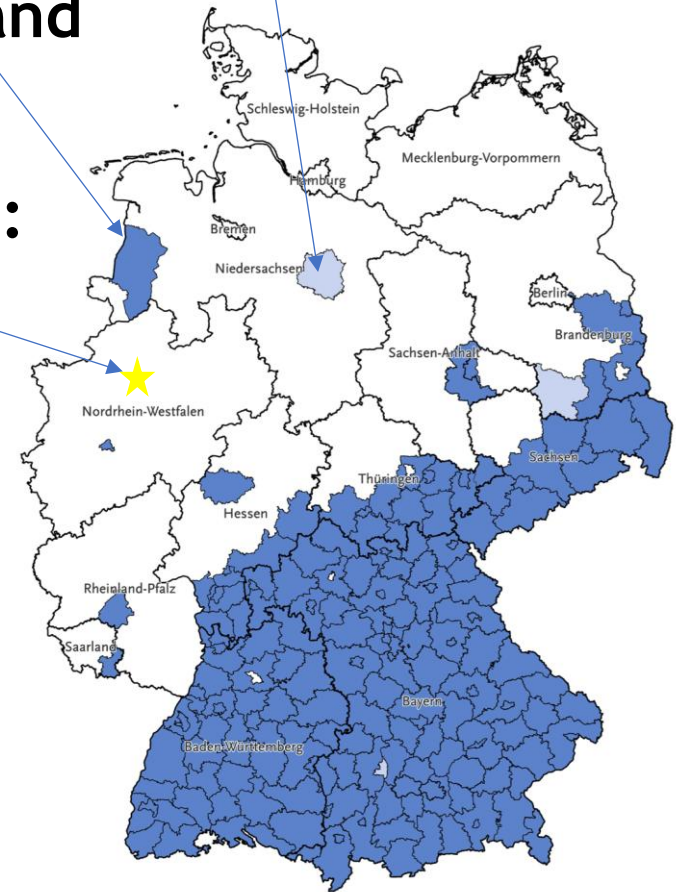 and
Schleswig-Holstein
Mecklenburg-Vorpommern
Hamburg
:
Bremen
Niedersachsen
Berlin
Brandenburg
Sachsen-Anhalt
Nordrhein-Westfalen
Sachsen
Thüringen
Hessen
Rheinland-Pfalz
Saarland
Bayern
Baden-Württemberg